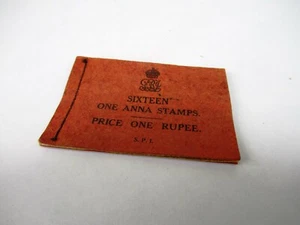 SIXTEEN
ONE ANNA STAMPS.
PRICE ONE RUPEE.
S.P.I.